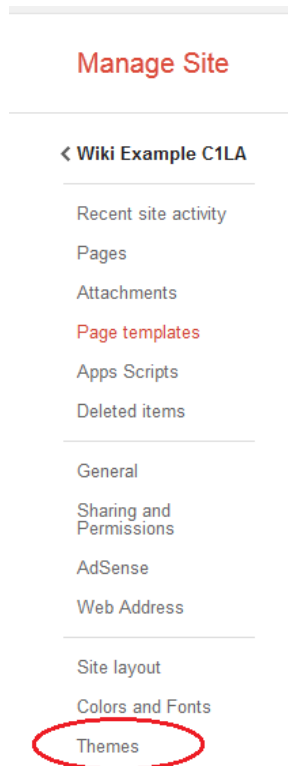 Manage Site
< Wiki Example C1LA
Recent site activity
Pages
Attachments
Page templates
Apps Scripts
Deleted items
General
Sharing and
Permissions
AdSense
Web Address
Site layout
Colors and Fonts
Themes